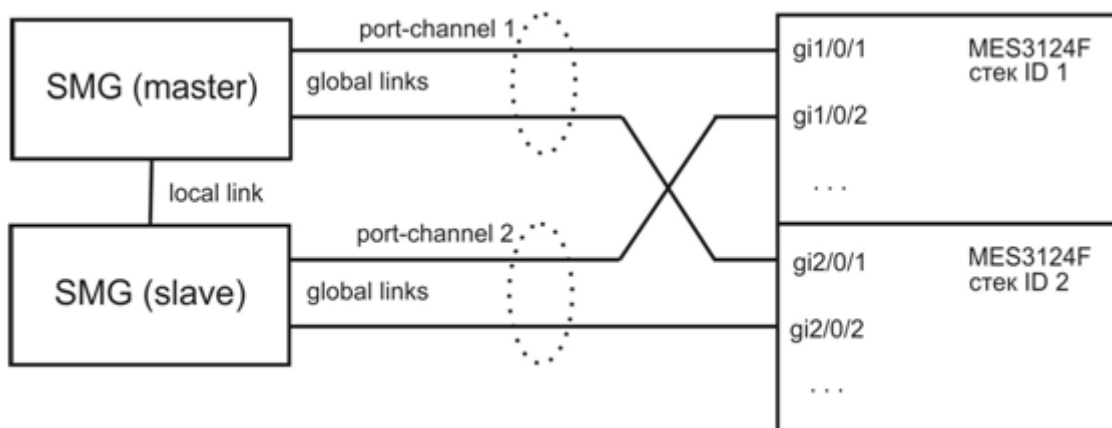 port-channel 1
SMG (master)
global links
gi1/0/1
MES3124F
стек ID 1
gi1/0/2
. . .
local link
port-channel 2
SMG (slave)
global links
gi2/0/1
MES3124F
стек ID 2
gi2/0/2
. . .